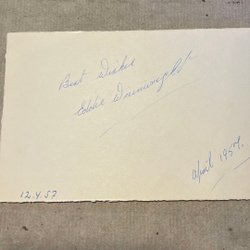 Best Wishes
Eddie
April 1957.
12.4.57